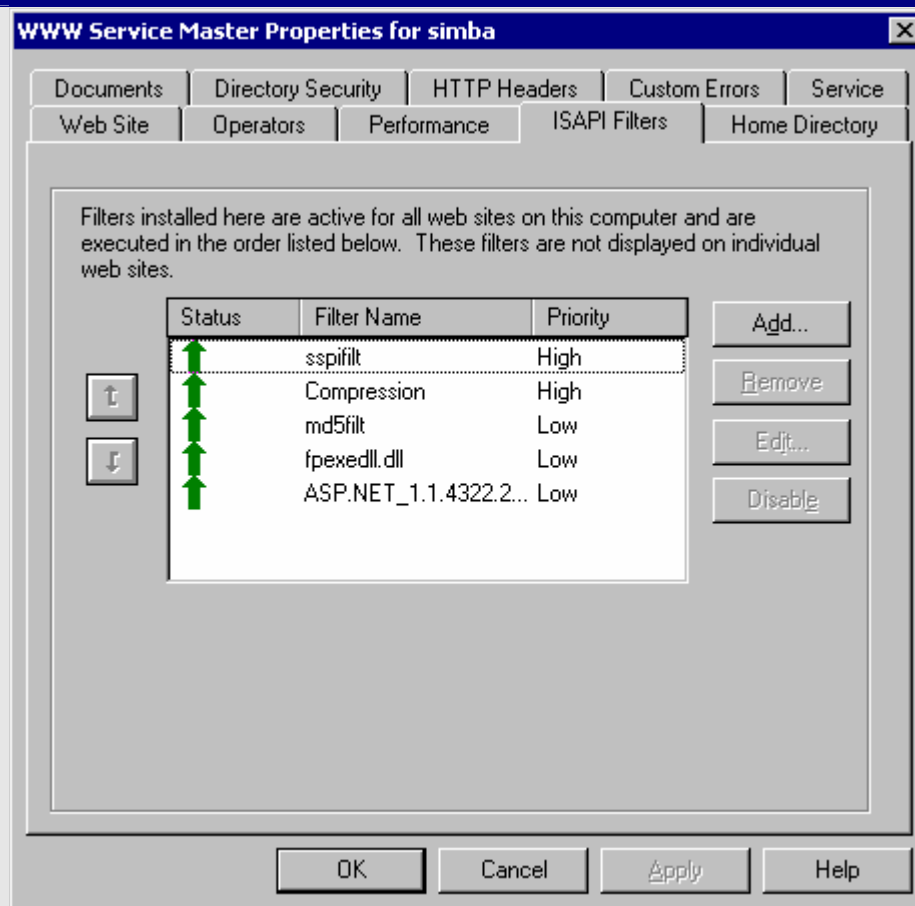 WWW Service Master Properties for simba
Documents Directory Security HTTP Headers Custom Errors Service
Web Site Operators Performance ISAPI Filters Home Directory
Filters installed here are active for all web sites on this computer and are
executed in the order listed below. These filters are not displayed on individual
web sites.
Status Filter Name Priority
sspifilt High
Compression High
md5filt Low
fpexedll.dll Low
ASP.NET_1.1.4322.2... Low
Add...
Remove
Edit...
Disable
OK Cancel Apply Help